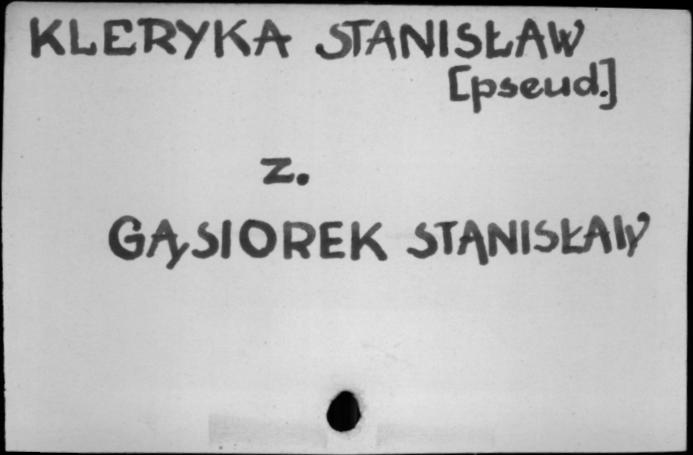 KLERYKA STANISŁAW
[pseud.]
z.
GĄSIOREK STANISŁAW